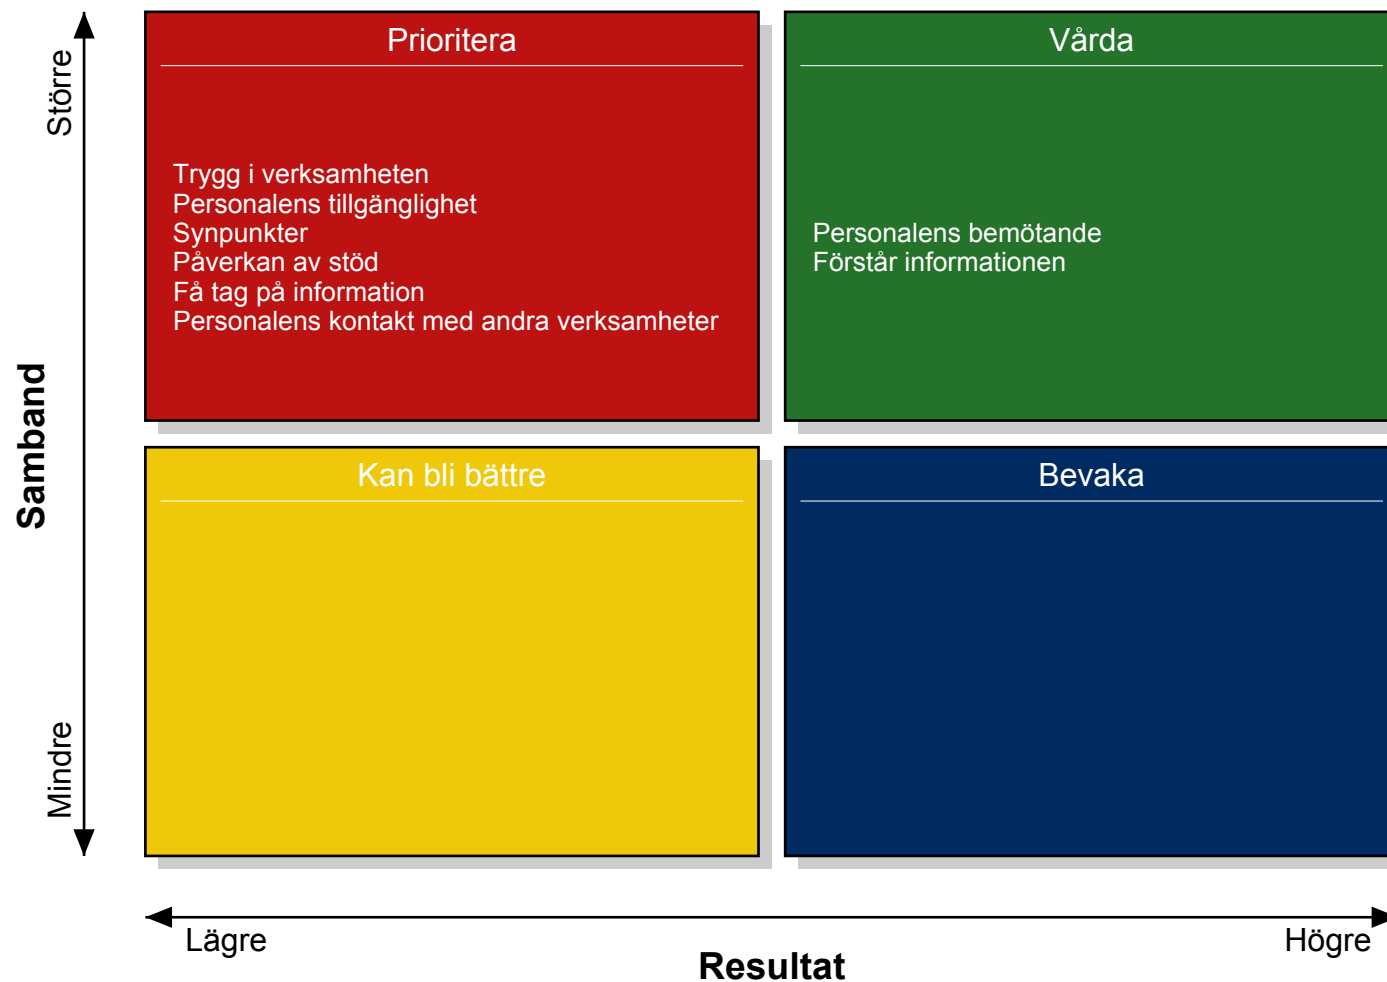 Större
Samband
Mindre
Prioritera
Trygg i verksamheten
Personalens tillgänglighet
Synpunkter
Påverkan av stöd
Få tag på information
Personalens kontakt med andra verksamheter
Vårda
Personalens bemötande
Förstår informationen
Kan bli bättre
Bevaka
Lägre
Högre
Resultat